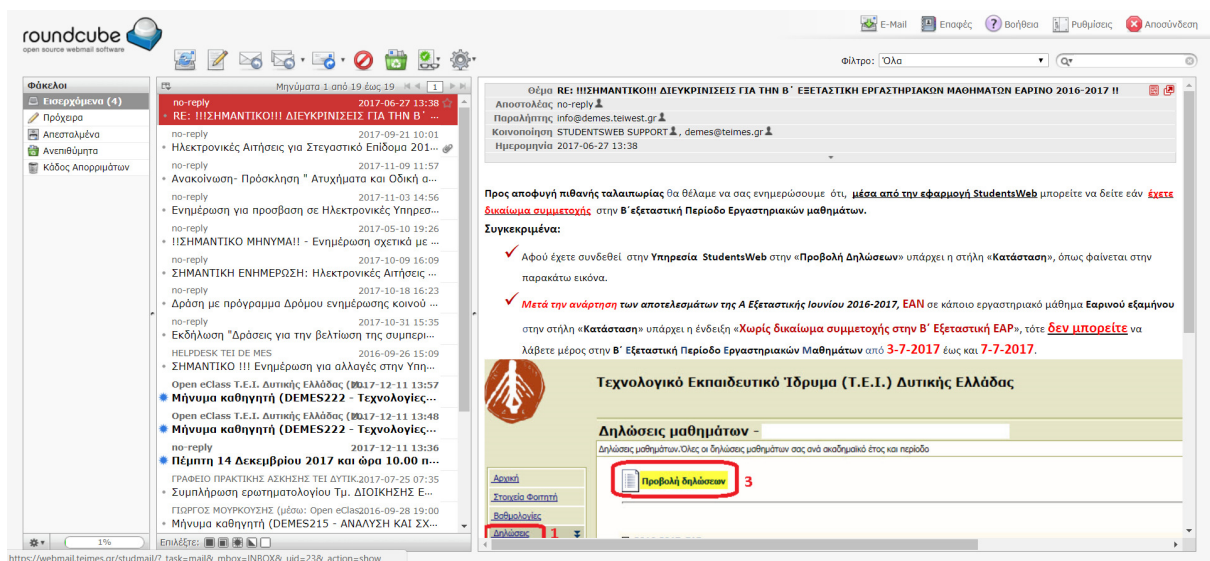 roundcube
open source webmail software
E-Mail Επαφές Βοήθεια Ρυθμίσεις Αποσύνδεση
Φίλτρο: Όλα
Φάκελοι
Εισερχόμενα (4)
Πρόχειρα
Απεσταλμένα
Ανεπιθύμητα
Κάδος Απορριμάτων
Μηνύματα 1 από 19 έως 19 1
no-reply 2017-06-27 13:38
RE: !!!ΣΗΜΑΝΤΙΚΟ!!! ΔΙΕΥΚΡΙΝΙΣΕΙΣ ΓΙΑ ΤΗΝ Β΄ ...
no-reply 2017-09-21 10:01
Ηλεκτρονικές Αιτήσεις για Στεγαστικό Επίδομα 201...
no-reply 2017-11-09 11:57
Ανακοίνωση- Πρόσκληση " Ατυχήματα και Οδική α...
no-reply 2017-11-03 14:56
Ενημέρωση για προσβαση σε Ηλεκτρονικές Υπηρεσ...
no-reply 2017-05-10 19:26
!!ΣΗΜΑΝΤΙΚΟ ΜΗΝΥΜΑ!! - Ενημέρωση σχετικά με ...
no-reply 2017-10-09 16:09
ΣΗΜΑΝΤΙΚΗ ΕΝΗΜΕΡΩΣΗ: Ηλεκτρονικές Αιτήσεις ...
no-reply 2017-10-18 16:23
Δράση με πρόγραμμα Δρόμου ενημέρωσης κοινού ...
no-reply 2017-10-31 15:35
Εκδήλωση "Δράσεις για την βελτίωση της συμπερι...
HELPDESK TEI DE MES 2016-09-26 15:09
ΣΗΜΑΝΤΙΚΟ !!! Ενημέρωση για αλλαγές στην Υπη...
Open eClass Τ.Ε.Ι. Δυτικής Ελλάδας ( 17-12-11 13:57
Μήνυμα καθηγητή (DEMES222 - Τεχνολογίες...
Open eClass Τ.Ε.Ι. Δυτικής Ελλάδας ( 17-12-11 13:48
Μήνυμα καθηγητή (DEMES222 - Τεχνολογίες...
no-reply 2017-12-11 13:36
Πέμπτη 14 Δεκεμβρίου 2017 και ώρα 10.00 π...
ΓΡΑΦΕΙΟ ΠΡΑΚΤΙΚΗΣ ΑΣΚΗΣΗΣ ΤΕΙ ΔΥΤΙΚ 2017-07-25 07:35
Συμπλήρωση ερωτηματολογίου Τμ. ΔΙΟΙΚΗΣΗΣ Ε...
ΓΙΩΡΓΟΣ ΜΟΥΡΚΟΥΣΗΣ (μέσω: Open eClas 2016-09-28 19:00
Μήνυμα καθηγητή (DEMES215 - ΑΝΑΛΥΣΗ ΚΑΙ ΣΧ...
1%
Επιλέξτε:
https://webmail.teimes.gr/studmail/?_task=mail&_mbox=INBOX&_uid=23&_action=show
Θέμα RE: !!!ΣΗΜΑΝΤΙΚΟ!!! ΔΙΕΥΚΡΙΝΙΣΕΙΣ ΓΙΑ ΤΗΝ Β΄ ΕΞΕΤΑΣΤΙΚΗ ΕΡΓΑΣΤΗΡΙΑΚΩΝ ΜΑΘΗΜΑΤΩΝ ΕΑΡΙΝΟ 2016-2017 !!
Αποστολέας no-reply
Παραλήπτης info@demes.teiwest.gr
Κοινοποίηση STUDENTSWEB SUPPORT , demes@teimes.gr
Ημερομηνία 2017-06-27 13:38
Προς αποφυγή πιθανής ταλαιπωρίας θα θέλαμε να σας ενημερώσουμε ότι, μέσα από την εφαρμογή StudentsWeb μπορείτε να δείτε εάν έχετε
δικαίωμα συμμετοχής στην Β΄εξεταστική Περίοδο Εργαστηριακών μαθημάτων.
Συγκεκριμένα:
Αφού έχετε συνδεθεί στην Υπηρεσία StudentsWeb στην «Προβολή Δηλώσεων» υπάρχει η στήλη «Κατάσταση», όπως φαίνεται στην
παρακάτω εικόνα.
Μετά την ανάρτηση των αποτελεσμάτων της Α Εξεταστικής Ιουνίου 2016-2017, ΕΑΝ σε κάποιο εργαστηριακό μάθημα Εαρινού εξαμήνου
στην στήλη «Κατάσταση» υπάρχει η ένδειξη «Χωρίς δικαίωμα συμμετοχής στην Β΄ Εξεταστική ΕΑΡ», τότε δεν μπορείτε να
λάβετε μέρος στην Β΄ Εξεταστική Περίοδο Εργαστηριακών Μαθημάτων από 3-7-2017 έως και 7-7-2017.
Τεχνολογικό Εκπαιδευτικό Ίδρυμα (Τ.Ε.Ι.) Δυτικής Ελλάδας
Δηλώσεις μαθημάτων -
Δηλώσεις μαθημάτων. Όλες οι δηλώσεις μαθημάτων σας ανά ακαδημαϊκό έτος και περίοδο
Αρχική
Προβολή δηλώσεων 3
Στοιχεία Φοιτητή
Βαθμολογίες
Δηλώσεις 1